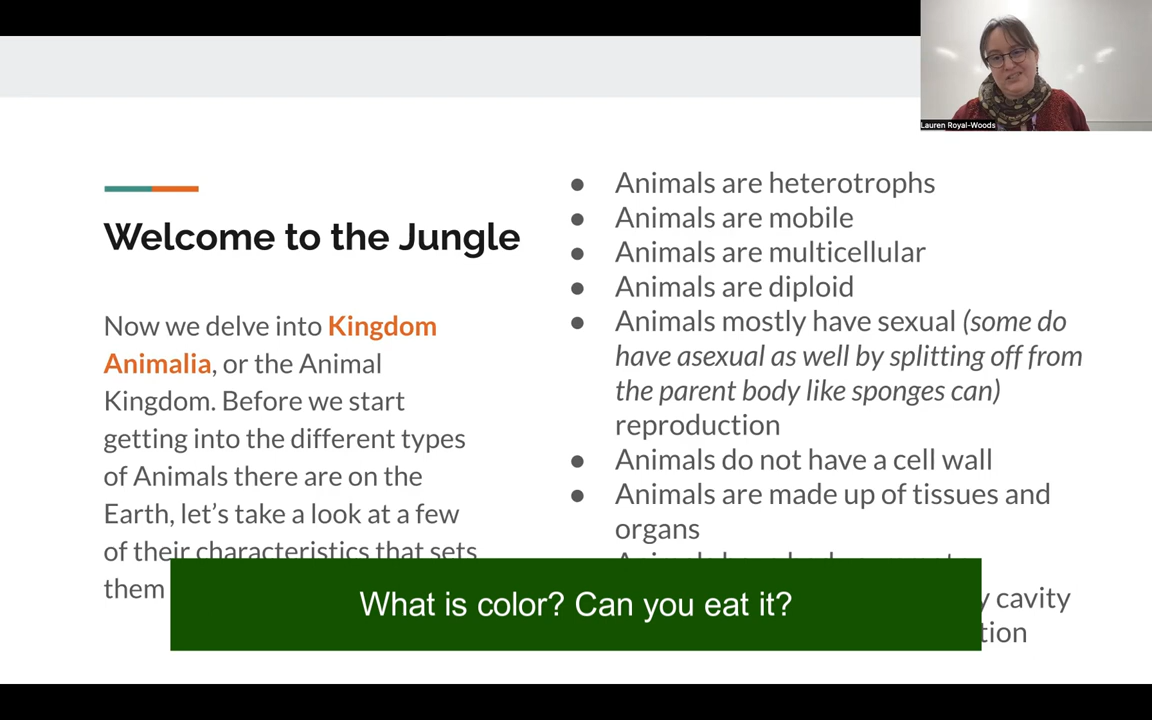 Lauren Royal-Woods
Welcome to the Jungle
Now we delve into Kingdom
Animalia, or the Animal
Kingdom. Before we start
getting into the different types
of Animals there are on the
Earth, let's take a look at a few
of their characteristics that sets
them
● Animals are heterotrophs
● Animals are mobile
● Animals are multicellular
● Animals are diploid
● Animals mostly have sexual (some do
have asexual as well by splitting off from
the parent body like sponges can)
reproduction
● Animals do not have a cell wall
● Animals are made up of tissues and
organs
cavity
What is color? Can you eat it?